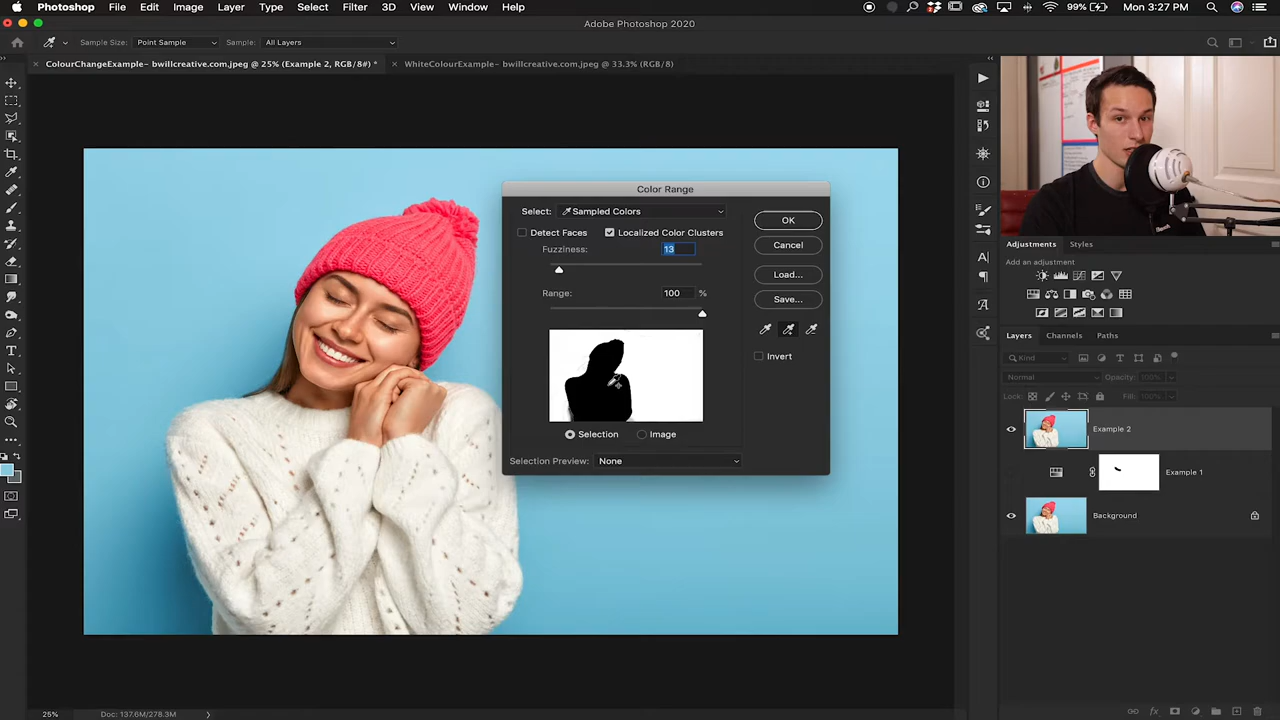 Photoshop File Edit Image Layer Type Select Filter 3D View Window Help 99% Mon 3:27 PM
Adobe Photoshop 2020
Sample Size: Point Sample Sample: All Layers
ColourChangeExample- bwillcreative.com.jpeg @ 25% (Example 2, RGB/8#) * WhiteColourExample- bwillcreative.com.jpeg @ 33.3% (RGB/8)
Color Range
Select: Sampled Colors
OK
Detect Faces Localized Color Clusters
Fuzziness: 13
Cancel
Load...
Range: 100 %
Save...
Invert
Selection Image
Selection Preview: None
Adjustments Styles
Add an adjustment
Layers Channels Paths
Kind
Normal Opacity: 100%
Lock: Fill: 100%
Example 2
Example 1
Background
25% Doc: 137.6M/278.3M